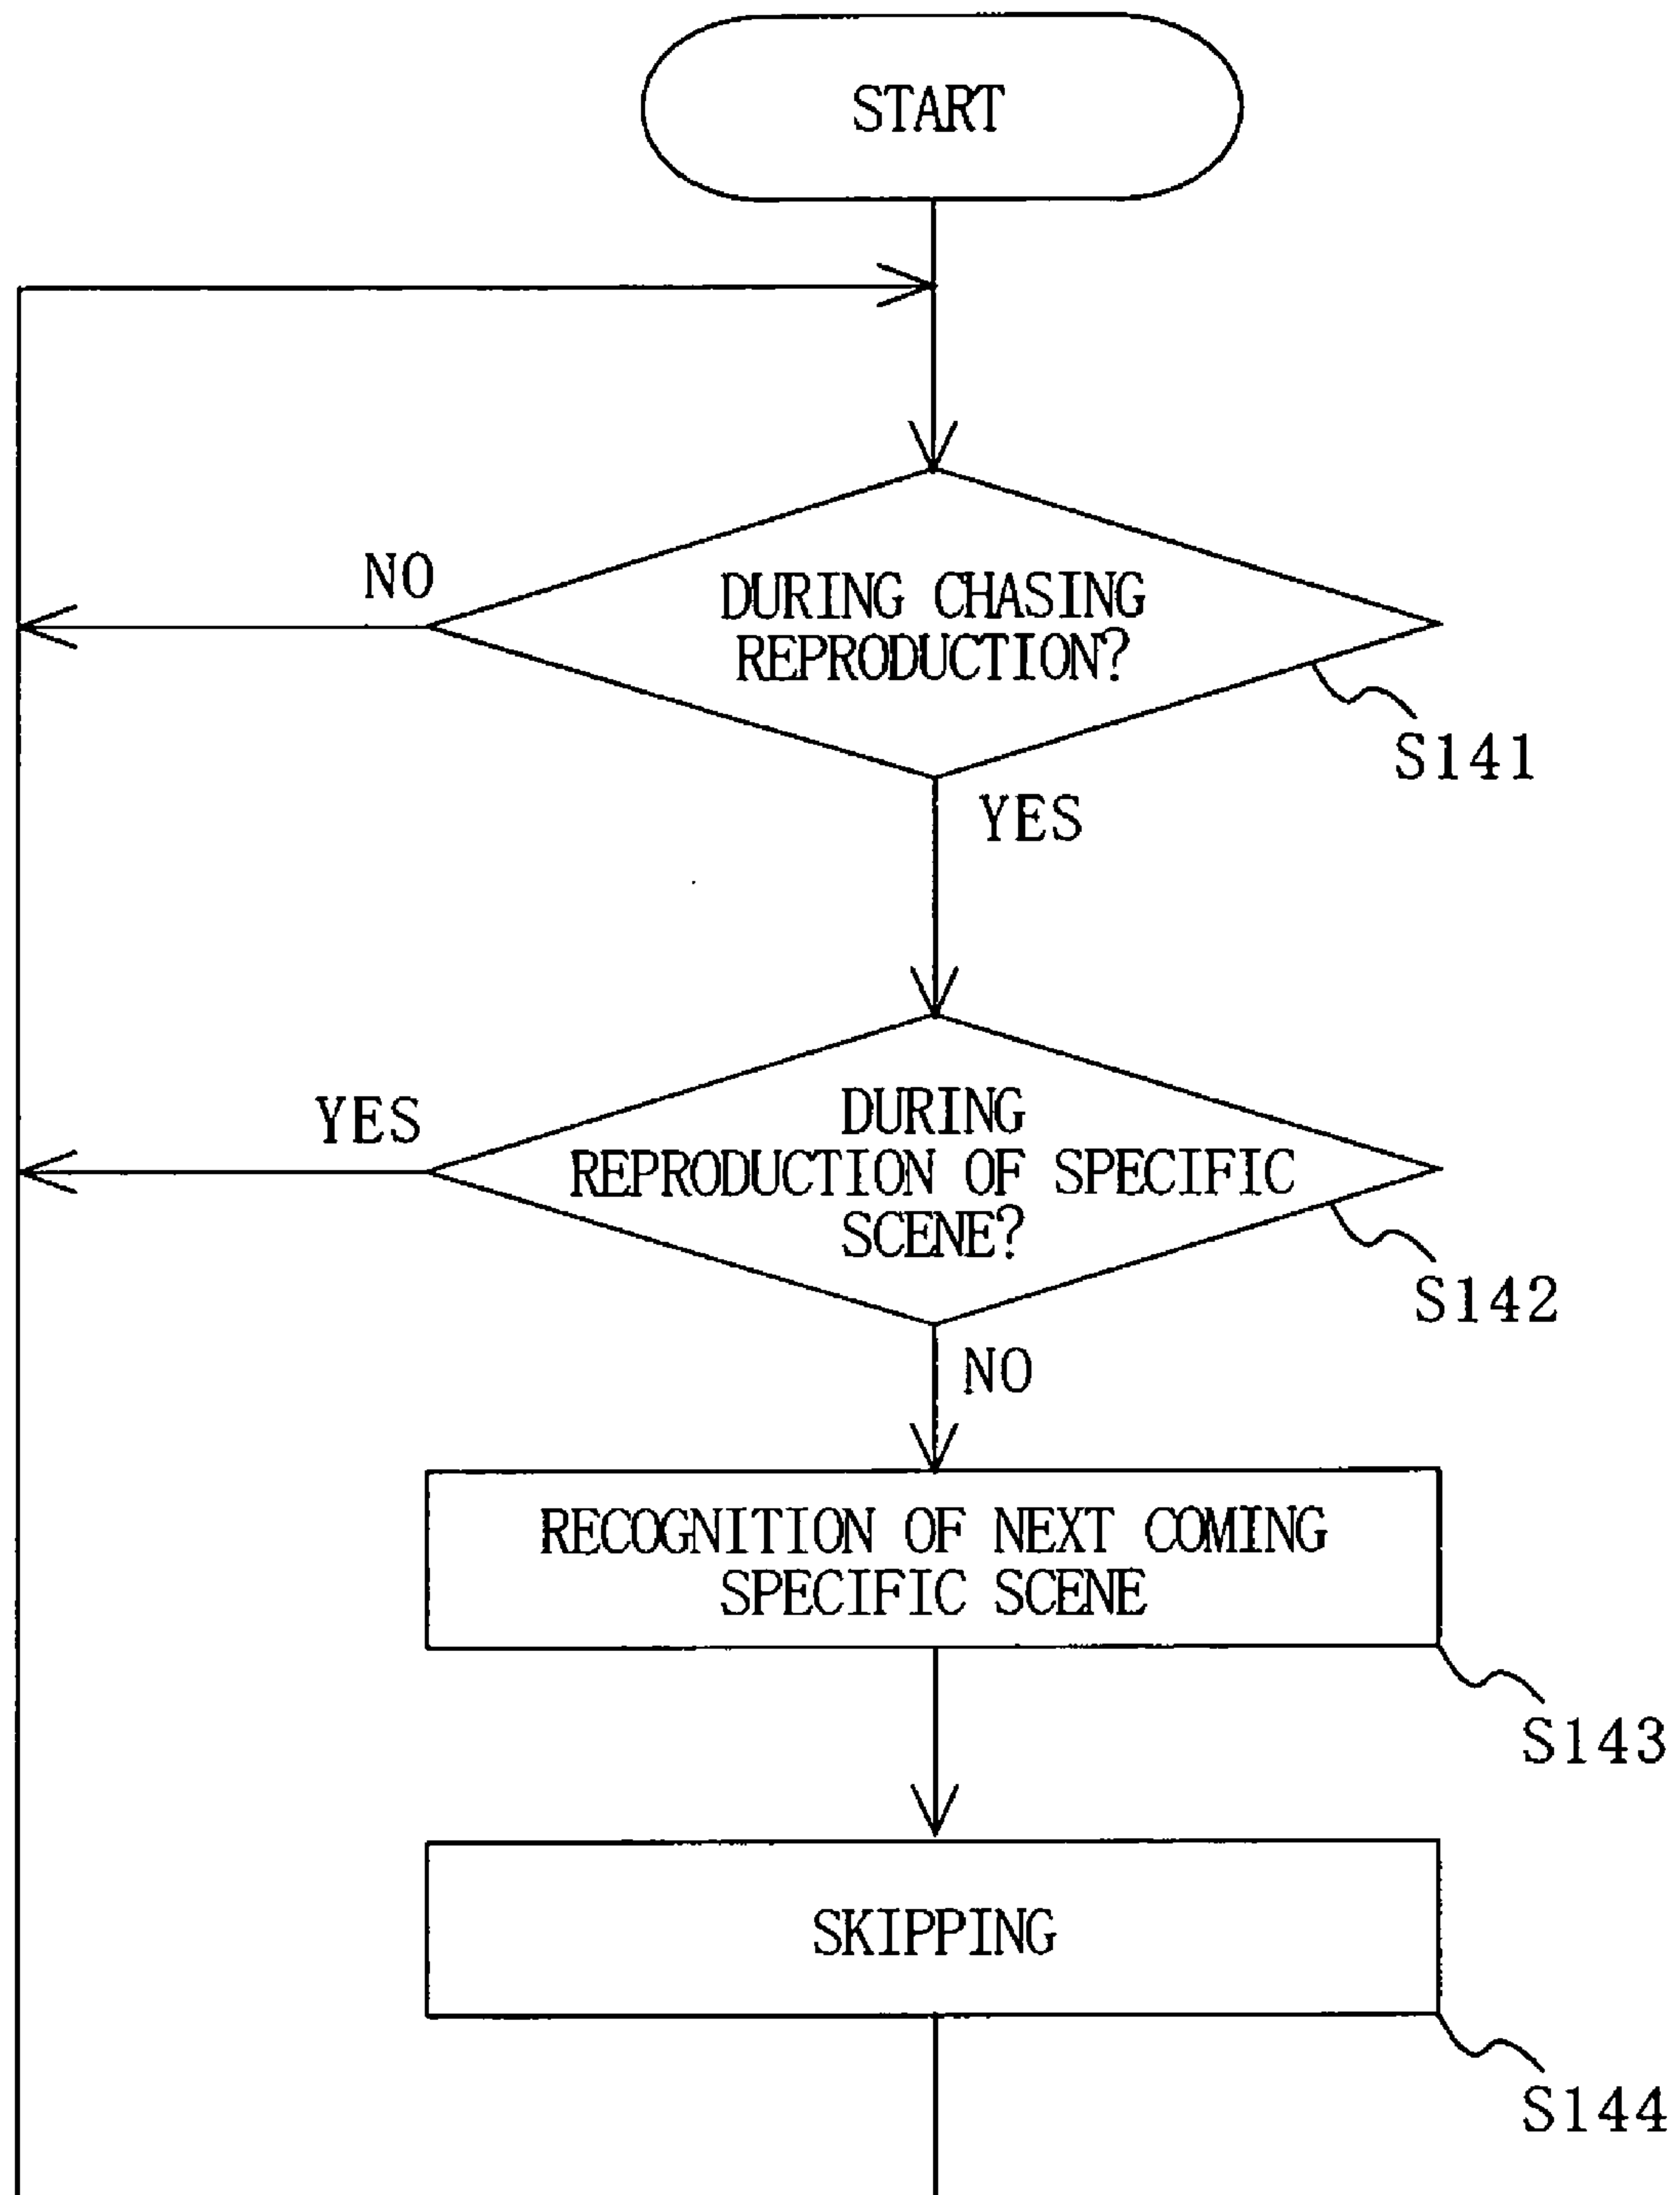 START
NO
DURING CHASING
REPRODUCTION?
S141
YES
YES
DURING
REPRODUCTION OF SPECIFIC
SCENE?
S142
NO
RECOGNITION OF NEXT COMING
SPECIFIC SCENE
S143
SKIPPING
S144